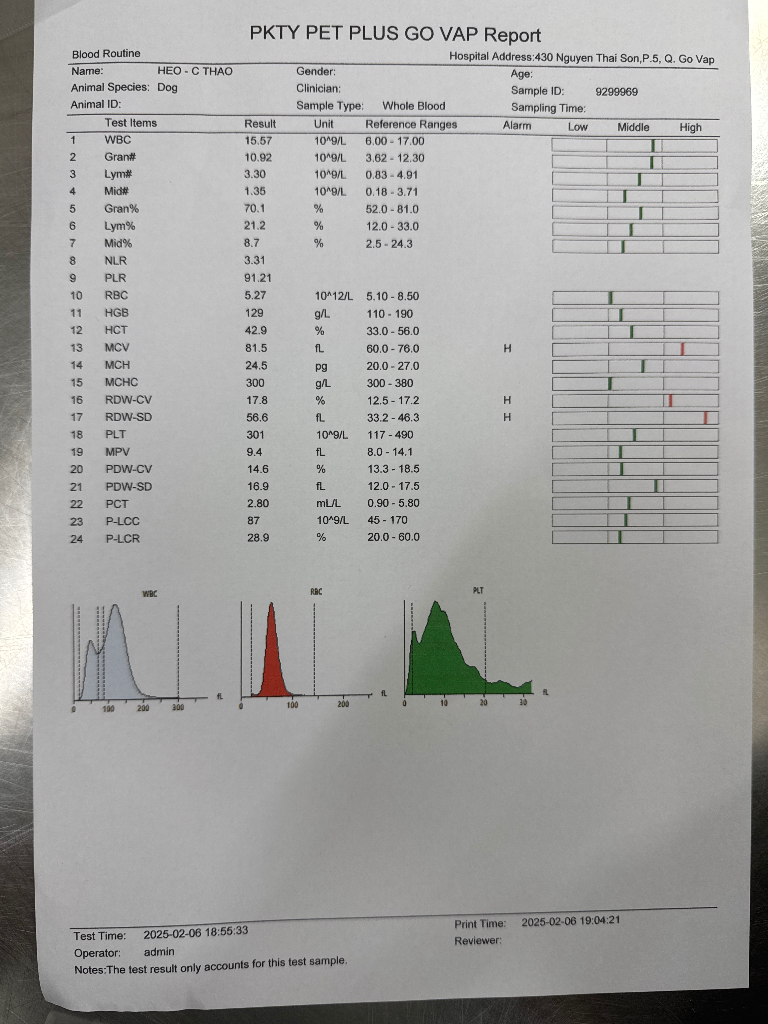 PKTY PET PLUS GO VAP Report
Blood Routine Hospital Address:430 Nguyen Thai Son,P.5, Q. Go Vap
Name: HEO - C THAO Gender: Age:
Animal Species: Dog Clinician: Sample ID: 9299969
Animal ID: Sample Type: Whole Blood Sampling Time:
Test Items Result Unit Reference Ranges Alarm Low Middle High
1 WBC 15.57 10^9/L 6.00 - 17.00
2 Gran# 10.92 10^9/L 3.62 - 12.30
3 Lym# 3.30 10^9/L 0.83 - 4.91
4 Mid# 1.35 10^9/L 0.18 - 3.71
5 Gran% 70.1 % 52.0 - 81.0
6 Lym% 21.2 % 12.0 - 33.0
7 Mid% 8.7 % 2.5 - 24.3
8 NLR 3.31
9 PLR 91.21
10 RBC 5.27 10^12/L 5.10 - 8.50
11 HGB 129 g/L 110 - 190
12 HCT 42.9 % 33.0 - 56.0
13 MCV 81.5 fL 60.0 - 76.0 H
14 MCH 24.5 pg 20.0 - 27.0
15 MCHC 300 g/L 300 - 380
16 RDW-CV 17.8 % 12.5 - 17.2 H
17 RDW-SD 56.6 fL 33.2 - 46.3 H
18 PLT 301 10^9/L 117 - 490
19 MPV 9.4 fL 8.0 - 14.1
20 PDW-CV 14.6 % 13.3 - 18.5
21 PDW-SD 16.9 fL 12.0 - 17.5
22 PCT 2.80 mL/L 0.90 - 5.80
23 P-LCC 87 10^9/L 45 - 170
24 P-LCR 28.9 % 20.0 - 60.0
WBC RBC PLT
0 100 200 300 fL 0 100 200 fL 0 10 20 30 fL
Test Time: 2025-02-06 18:55:33 Print Time: 2025-02-06 19:04:21
Operator: admin Reviewer:
Notes:The test result only accounts for this test sample.